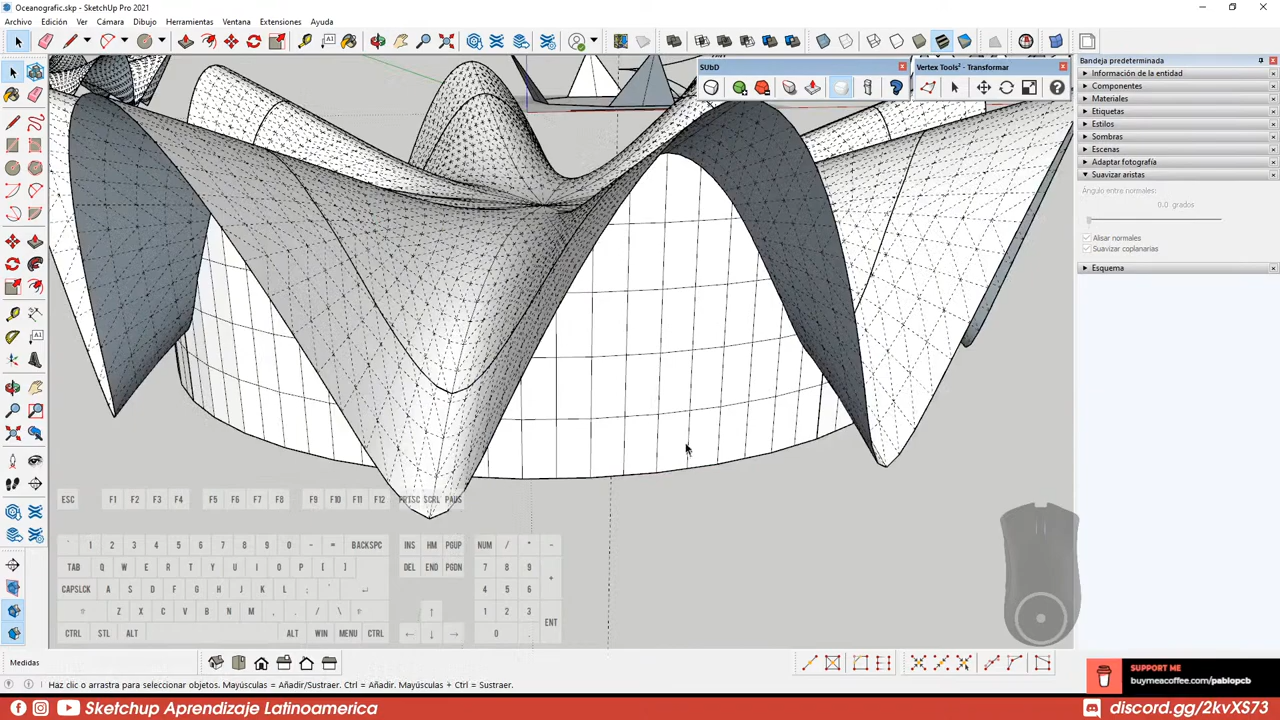 Oceanografic.skp - SketchUp Pro 2021
Archivo Edición Ver Cámara Dibujo Herramientas Ventana Extensiones Ayuda
SUbD
Vertex Tools² - Transformar
Bandeja predeterminada
Información de la entidad
Componentes
Materiales
Etiquetas
Estilos
Sombras
Escenas
Adaptar fotografía
Suavizar aristas
Ángulo entre normales:
0.0 grados
Alisar normales
Suavizar coplanarias
Esquema
ESC F1 F2 F3 F4 F5 F6 F7 F8 F9 F10 F11 F12 PRTSC SCRL PAUS
` 1 2 3 4 5 6 7 8 9 0 - = BACKSPC INS HM PGUP NUM / * -
TAB Q W E R T Y U I O P [ ] DEL END PGDN 7 8 9 +
CAPSLCK A S D F G H J K L ; ' 4 5 6
Z X C V B N M , . / \ 1 2 3 ENT
CTRL STL ALT ALT WIN MENU CTRL 0 .
Medidas
Haz clic o arrastra para seleccionar objetos. Mayúsculas = Añadir/Sustraer. Ctrl = Añadir. Mayúsculas + Ctrl = Sustraer.
SUPPORT ME
buymeacoffee.com/pablopcb
Sketchup Aprendizaje Latinoamerica
discord.gg/2kvXS73